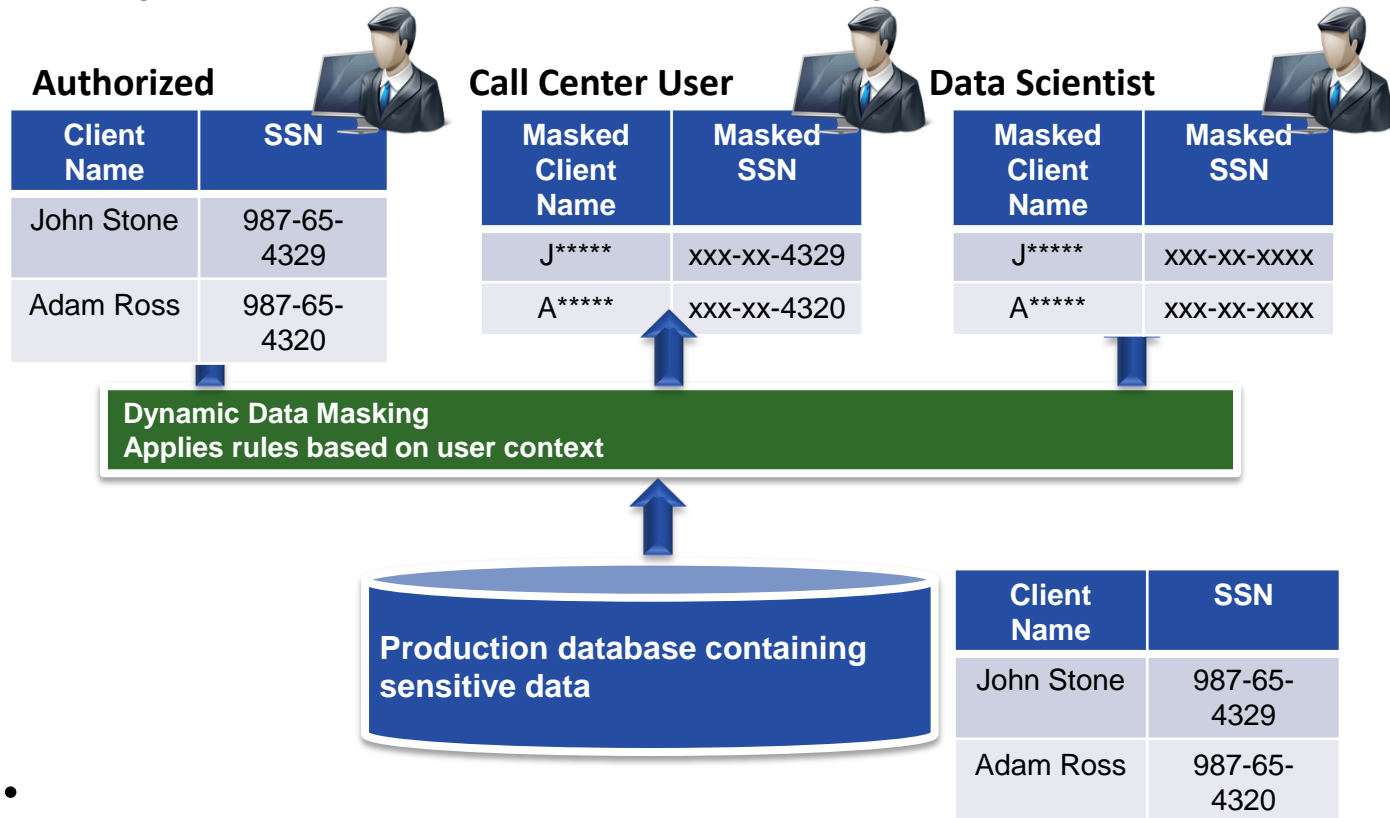 Authorized
Client
Name
SSN
John Stone
987-65-
4329
Adam Ross
987-65-
4320
Call Center User
Masked
Client
Name
Masked
SSN
J*****
xxx-xx-4329
A*****
xxx-xx-4320
Data Scientist
Masked
Client
Name
Masked
SSN
J*****
xxx-xx-xxxx
A*****
xxx-xx-xxxx
Dynamic Data Masking
Applies rules based on user context
Production database containing
sensitive data
Client
Name
SSN
John Stone
987-65-
4329
Adam Ross
987-65-
4320